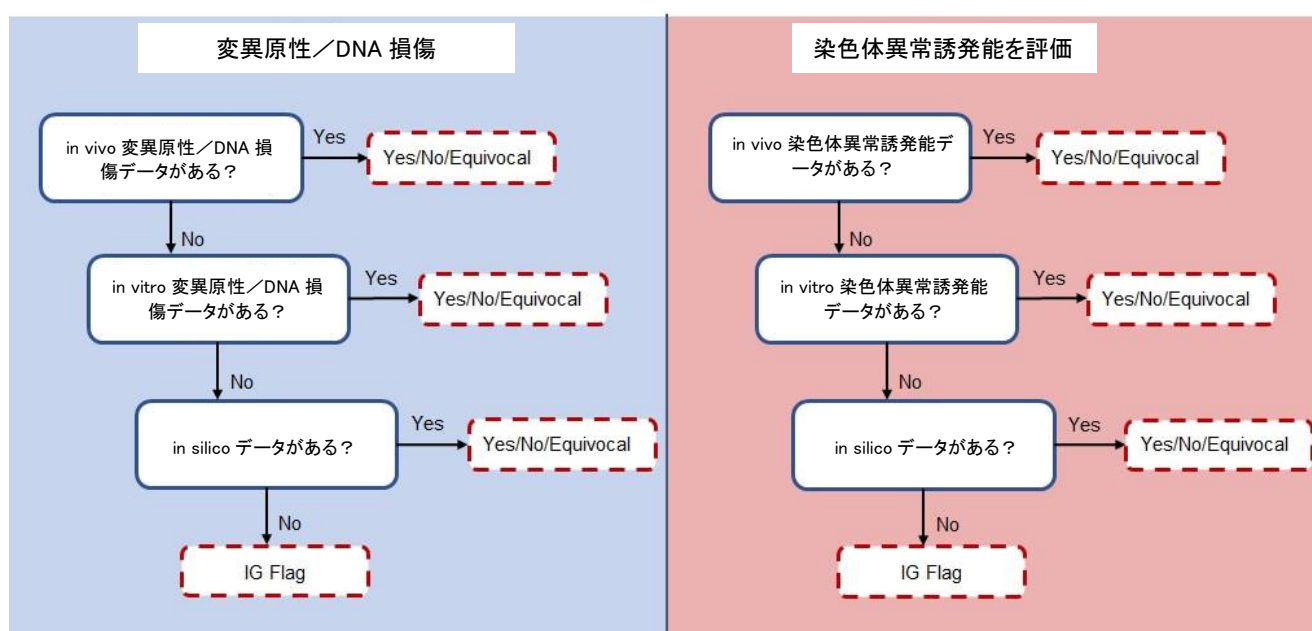 変異原性／DNA 損傷
in vivo 変異原性／DNA 損
傷データがある？
Yes
Yes/No/Equivocal
No
in vitro 変異原性／DNA 損
傷データがある？
Yes
Yes/No/Equivocal
No
in silico データがある？
Yes
Yes/No/Equivocal
No
IG Flag
染色体異常誘発能を評価
in vivo 染色体異常誘発能デ
ータがある？
Yes
Yes/No/Equivocal
No
in vitro 染色体異常誘発能
データがある？
Yes
Yes/No/Equivocal
No
in silico データがある？
Yes
Yes/No/Equivocal
No
IG Flag